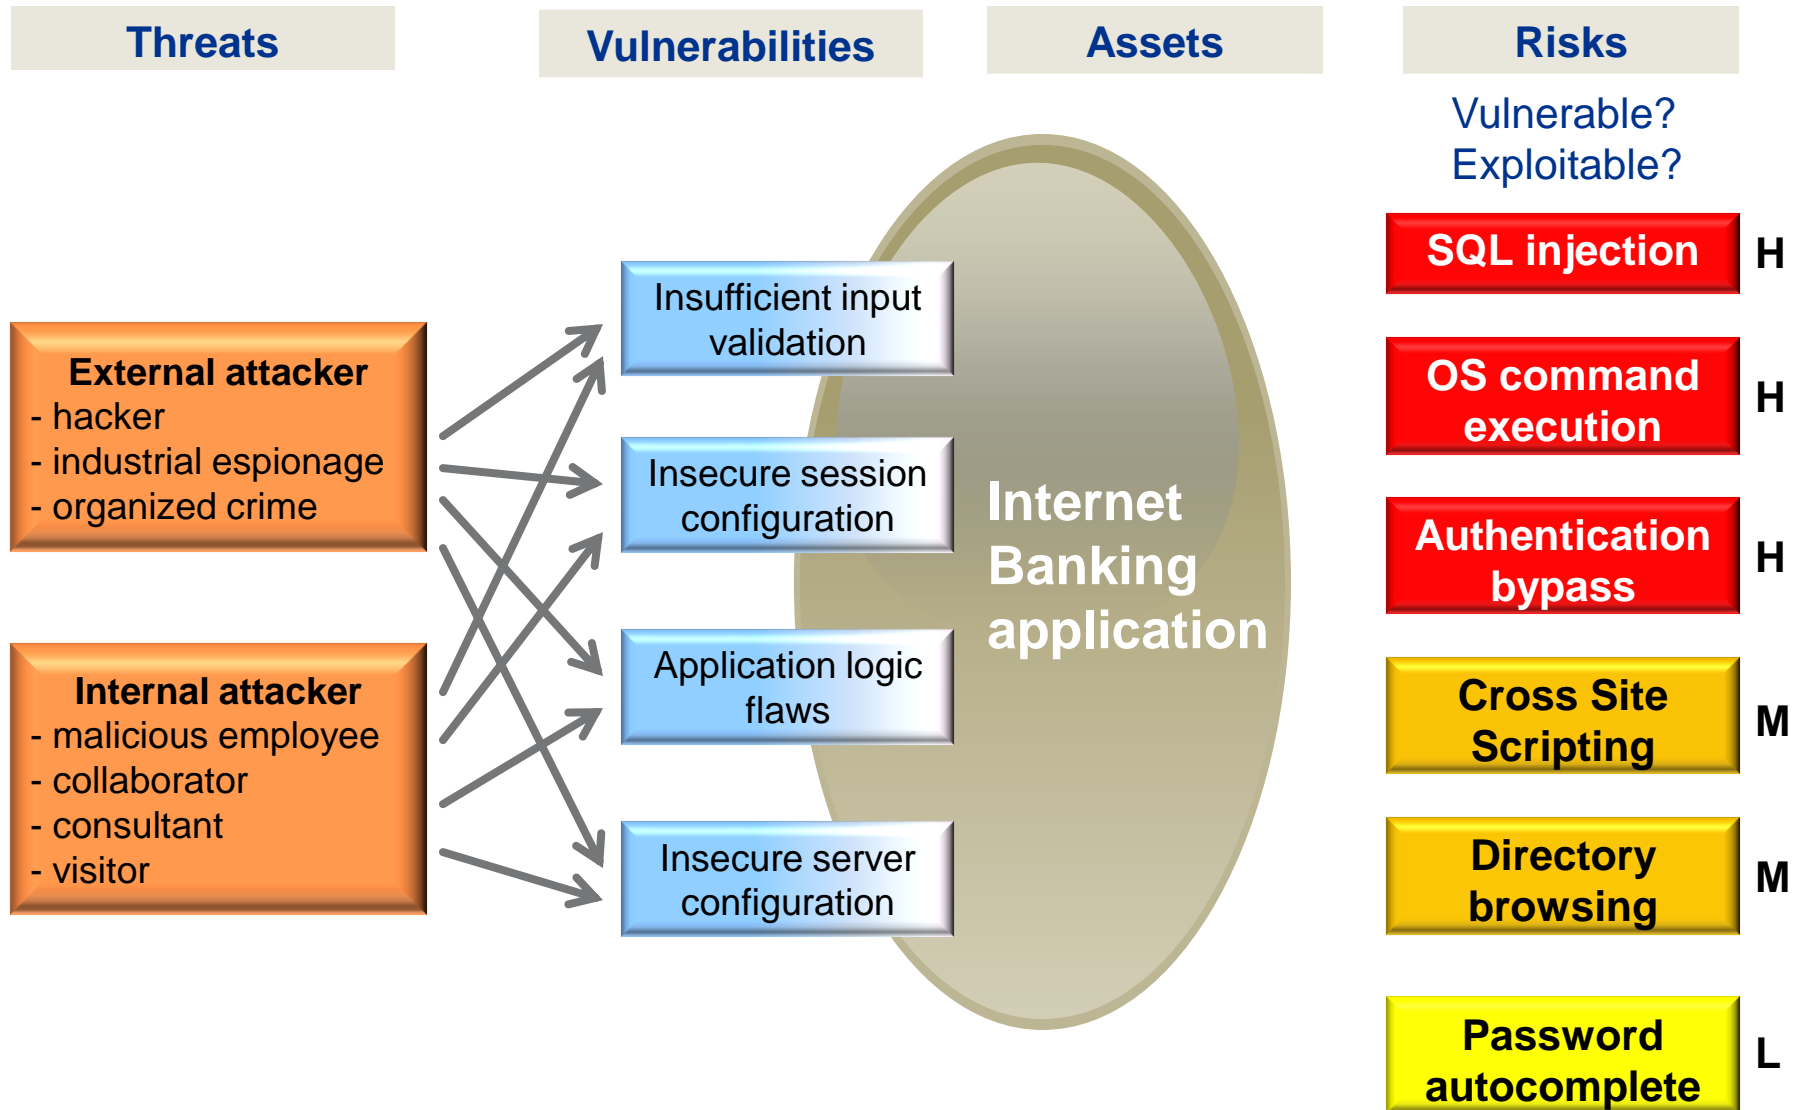 Threats
Vulnerabilities
Assets
Risks
Vulnerable?
Exploitable?
External attacker
- hacker
- industrial espionage
- organized crime
Internal attacker
- malicious employee
- collaborator
- consultant
- visitor
Insufficient input
validation
Insecure session
configuration
Application logic
flaws
Insecure server
configuration
Internet
Banking
application
SQL injection
H
OS command
execution
H
Authentication
bypass
H
Cross Site
Scripting
M
Directory
browsing
M
Password
autocomplete
L